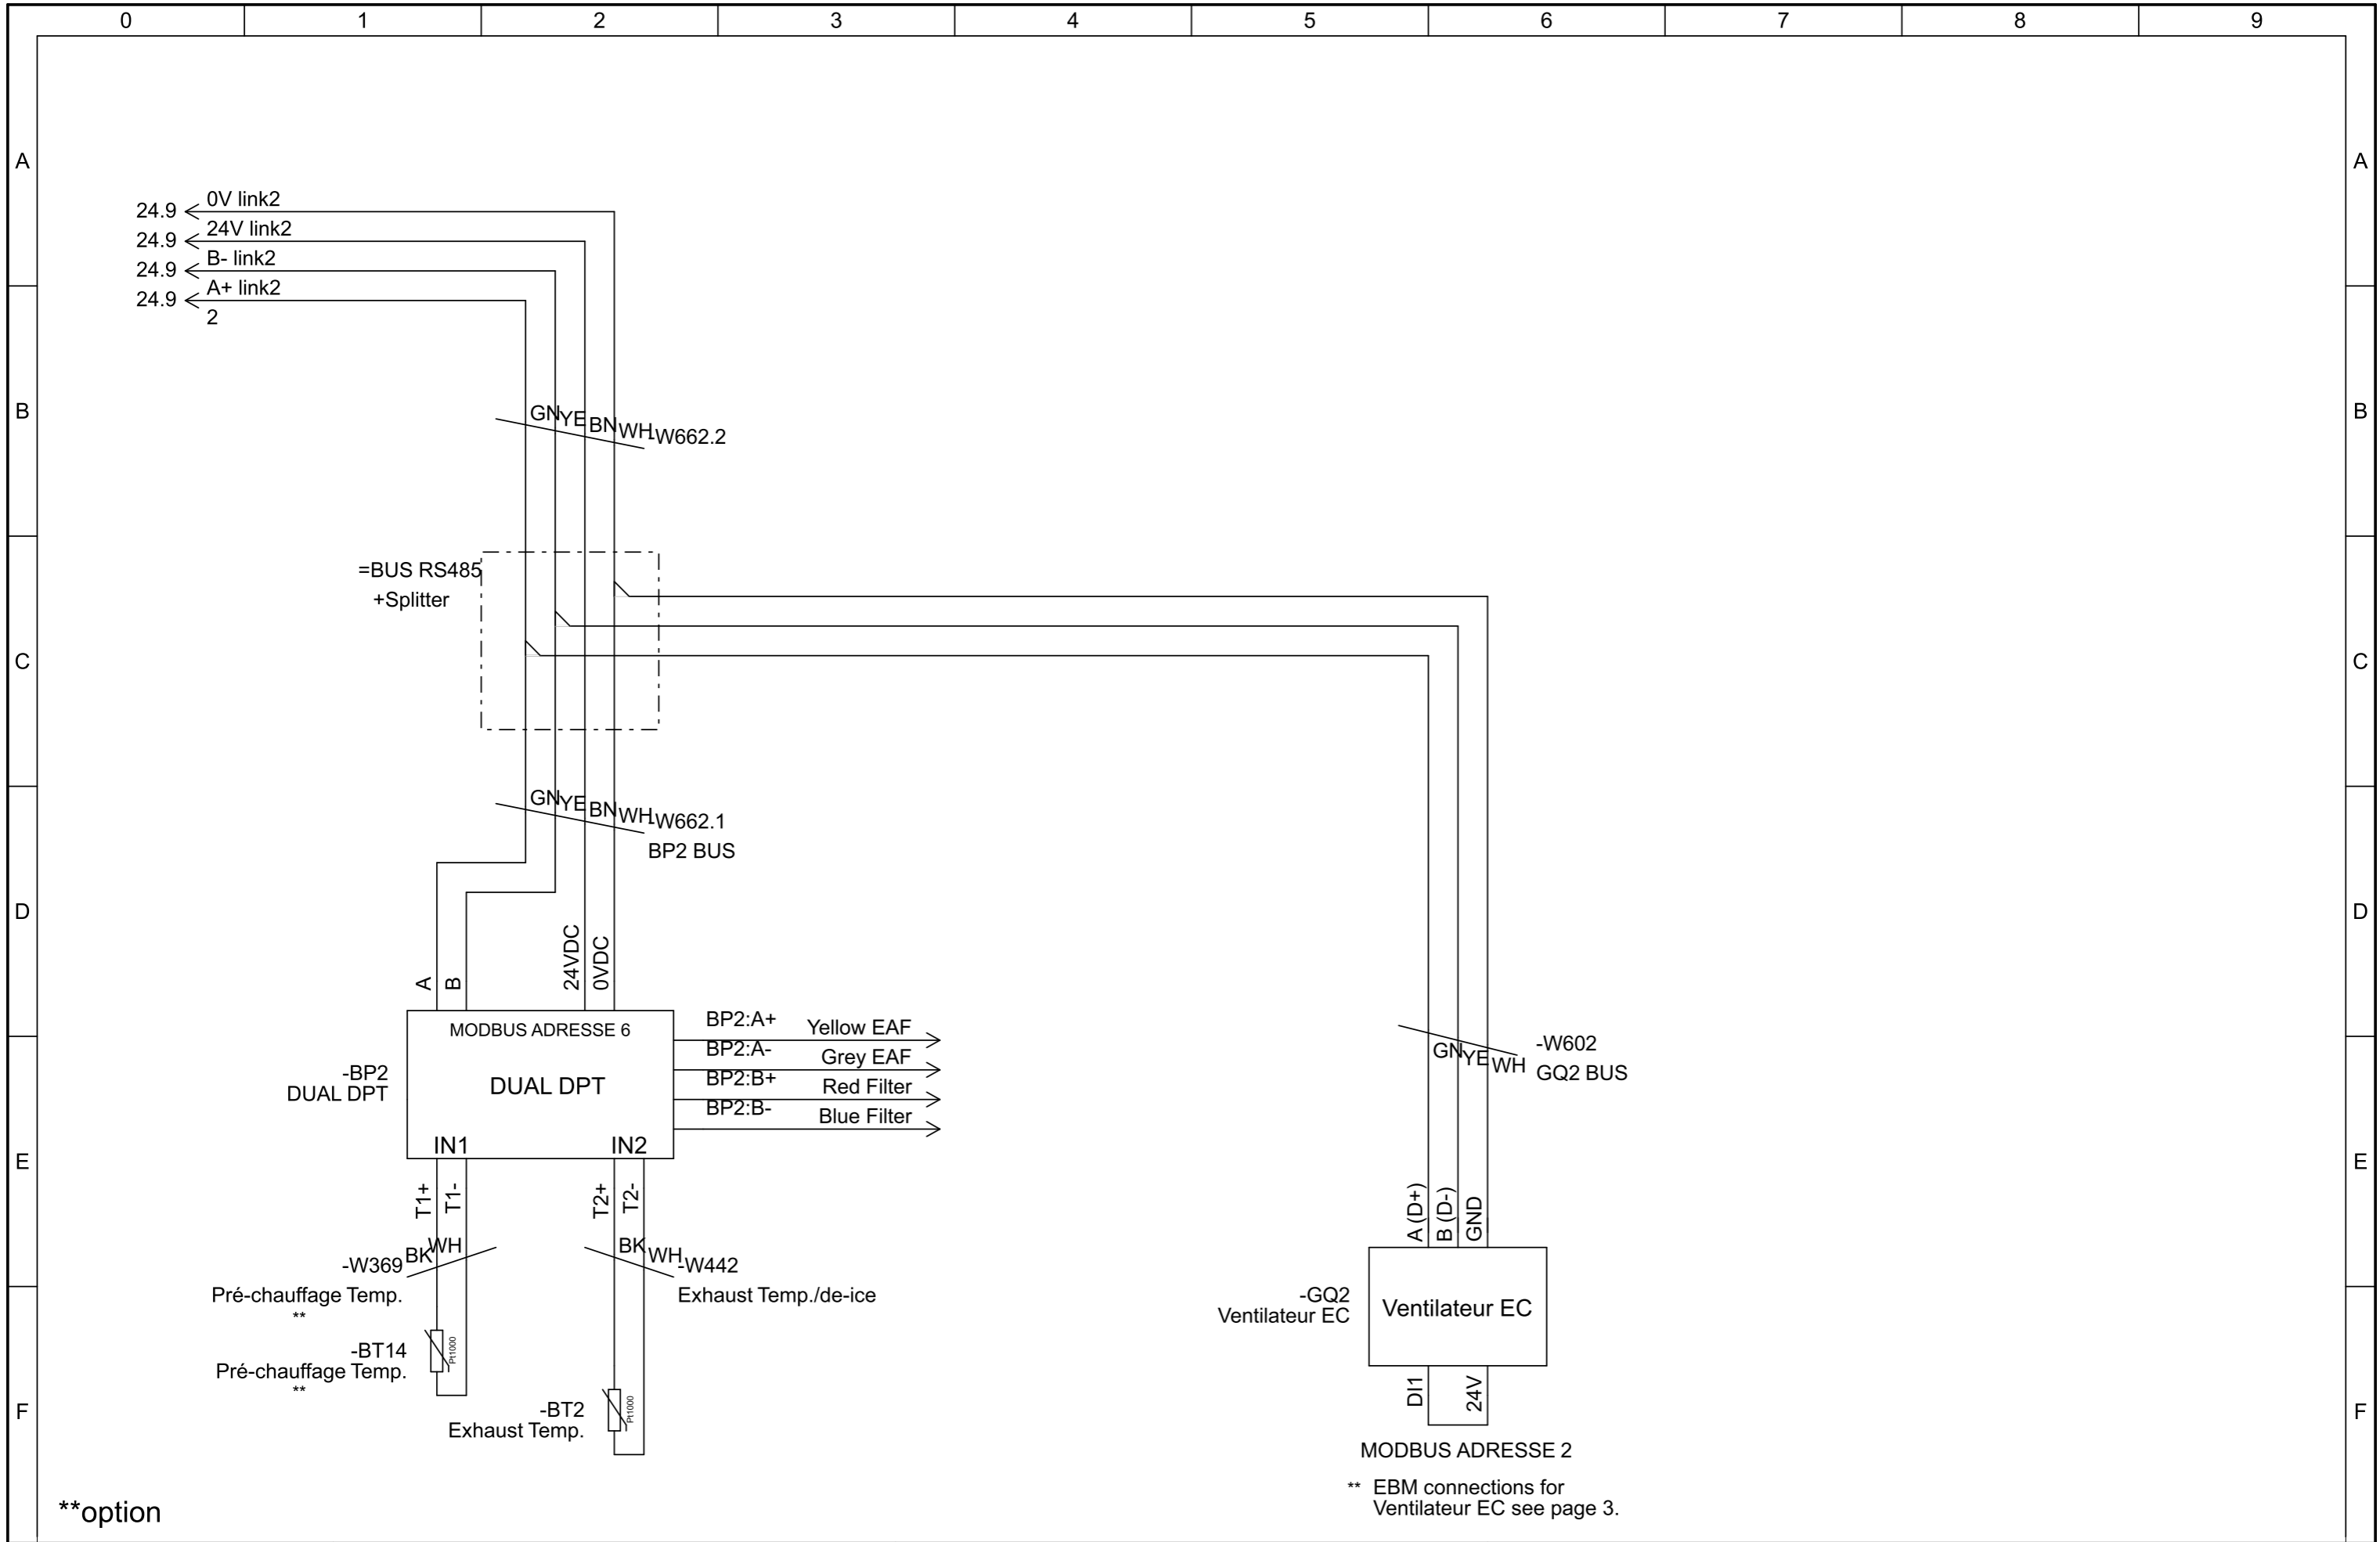 0 1 2 3 4 5 6 7 8 9
A A
24.9 0V link2
24.9 24V link2
24.9 B- link2
24.9 A+ link2
2
B B
GN YE BN WH -W662.2
=BUS RS485
+Splitter
C C
GN YE BN WH -W662.1
BP2 BUS
D D
A B 24VDC 0VDC
MODBUS ADRESSE 6
-BP2
DUAL DPT
DUAL DPT
IN1 IN2
BP2:A+ Yellow EAF
BP2:A- Grey EAF
BP2:B+ Red Filter
BP2:B- Blue Filter
GN YE WH
-W602
GQ2 BUS
E E
T1+ T1- T2+ T2-
A (D+) B (D-) GND
-W369 BK WH
Pré-chauffage Temp.
**
BK WH -W442
Exhaust Temp./de-ice
-BT14
Pré-chauffage Temp.
**
Pt1000
-BT2
Exhaust Temp.
Pt1000
-GQ2
Ventilateur EC
Ventilateur EC
F F
DI1 24V
MODBUS ADRESSE 2
** EBM connections for
Ventilateur EC see page 3.
**option